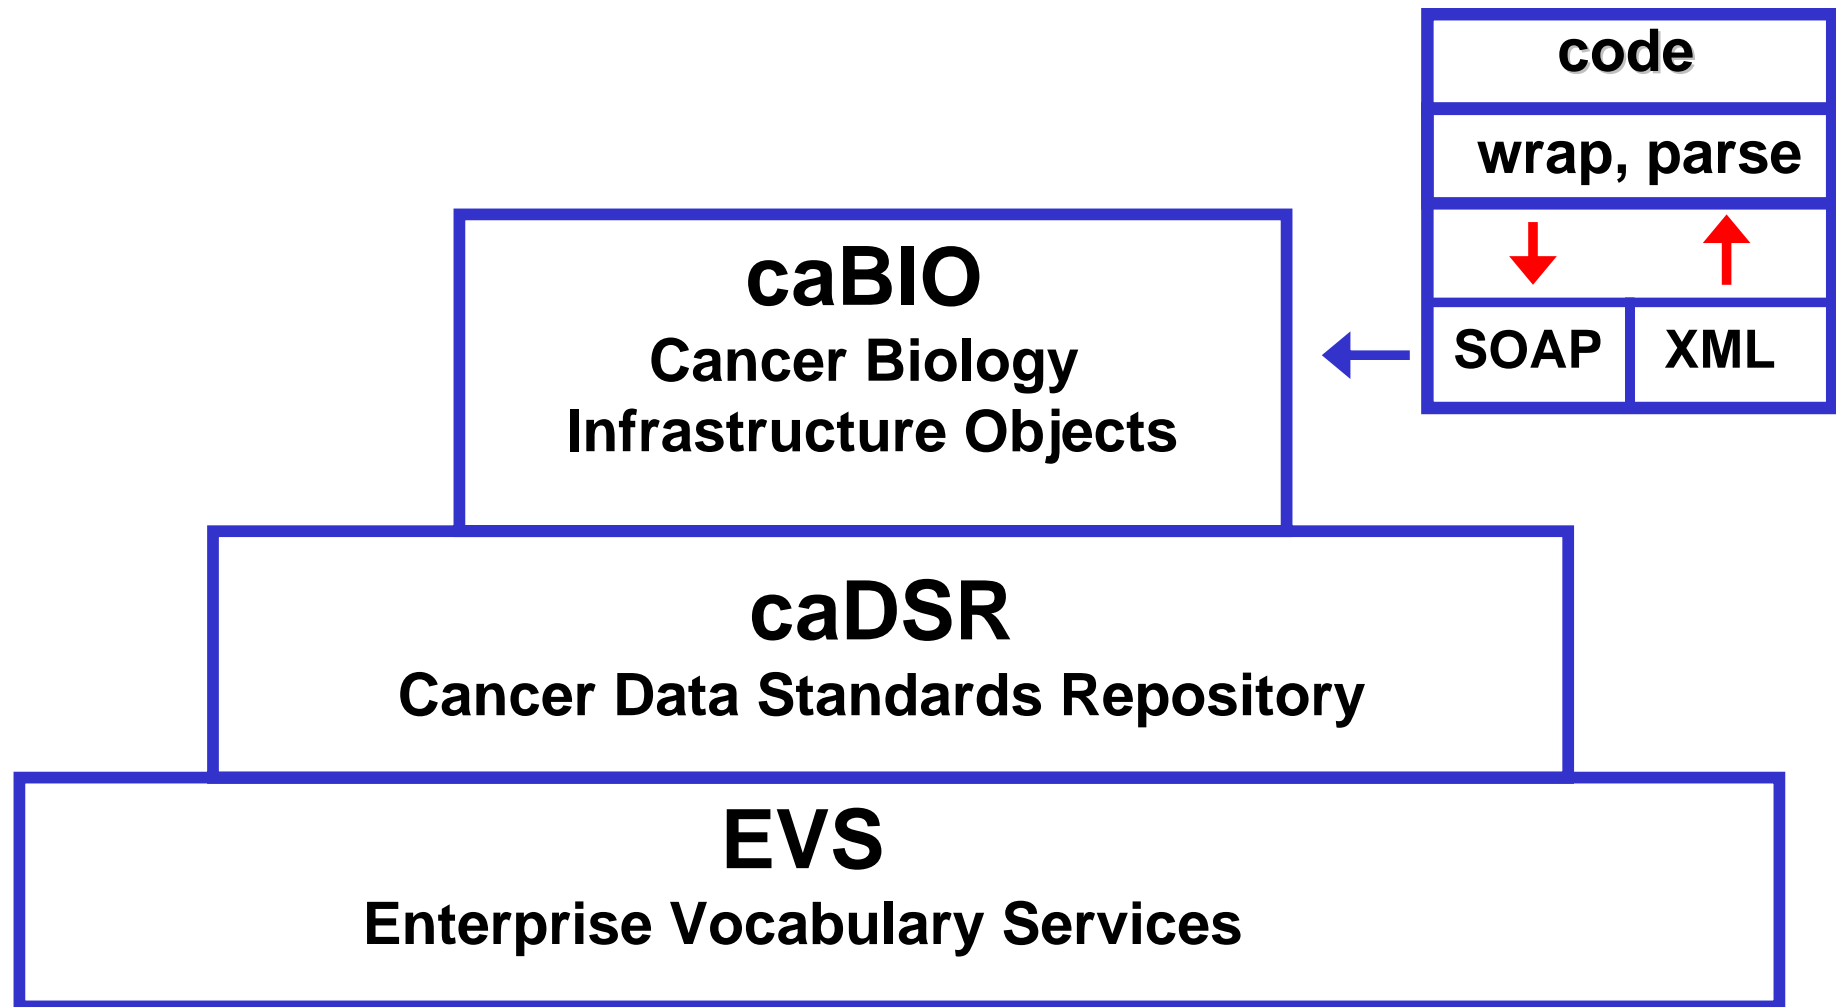 code
wrap, parse
SOAP XML
caBIO
Cancer Biology
Infrastructure Objects
caDSR
Cancer Data Standards Repository
EVS
Enterprise Vocabulary Services